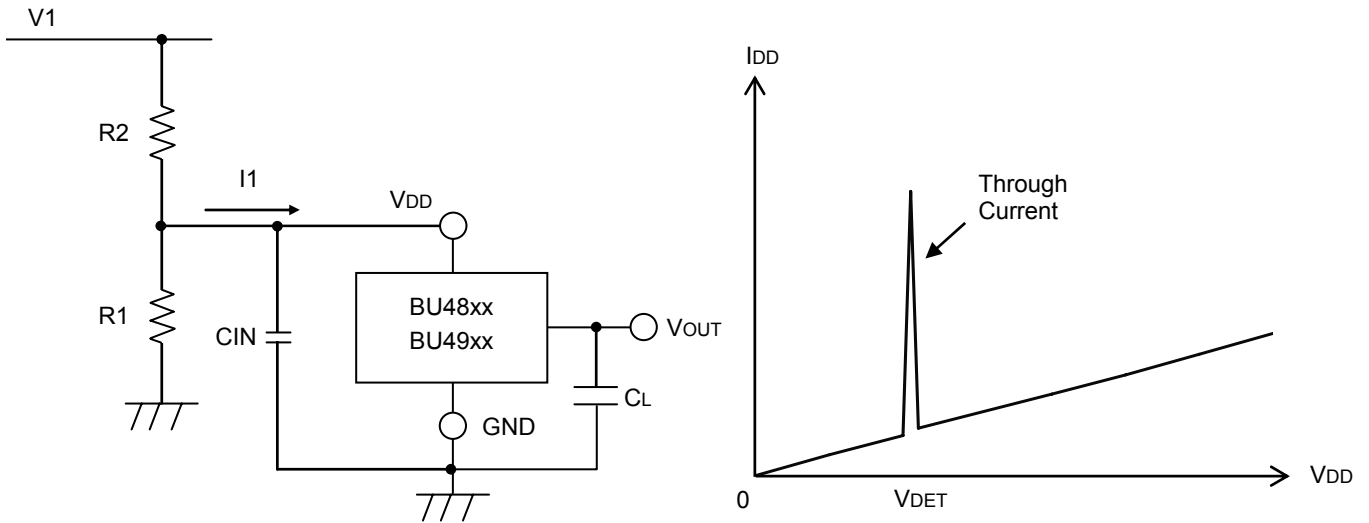 V1
R2
I1
VDD
R1
CIN
BU48xx
BU49xx
VOUT
CL
GND
IDD
Through
Current
0
VDET
VDD